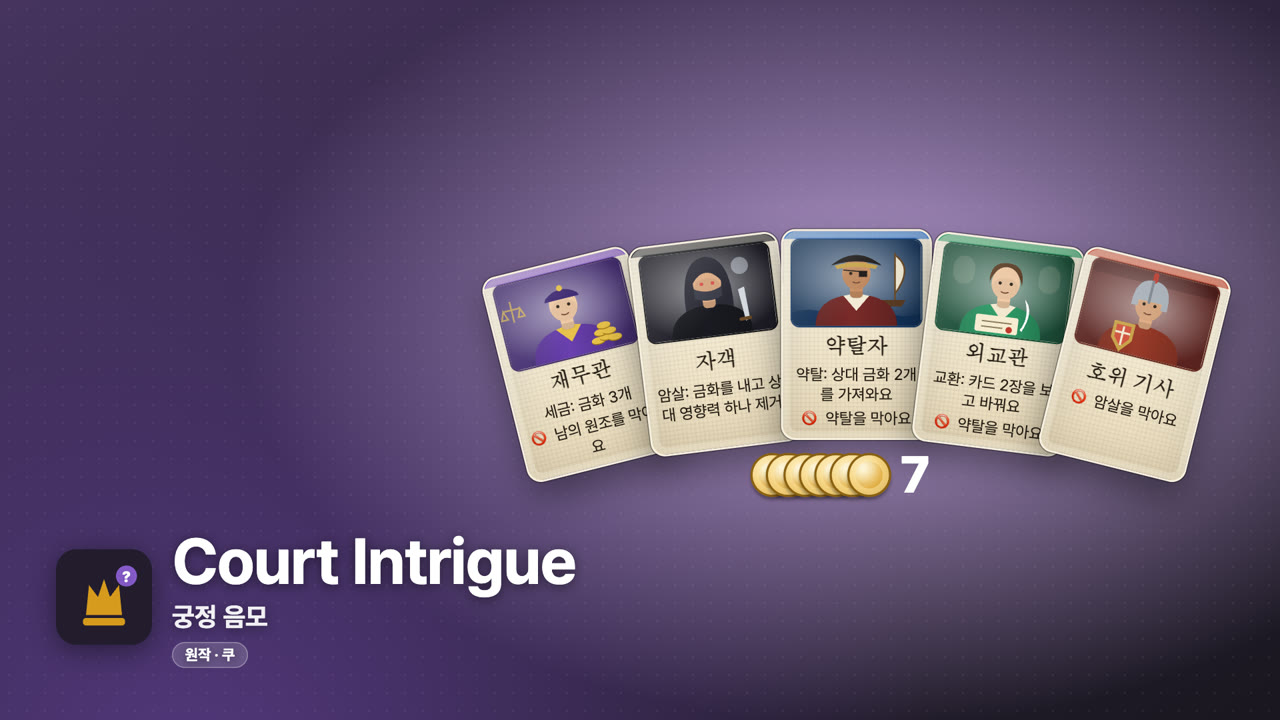 재무관
세금: 금화 3개
남의 원조를 막아
요
자객
암살: 금화를 내고 상
대 영향력 하나 제거
약탈자
약탈: 상대 금화 2개
를 가져와요
약탈을 막아요
외교관
교환: 카드 2장을 보
고 바꿔요
약탈을 막아요
호위 기사
암살을 막아요
7
?
Court Intrigue
궁정 음모
원작 · 쿠